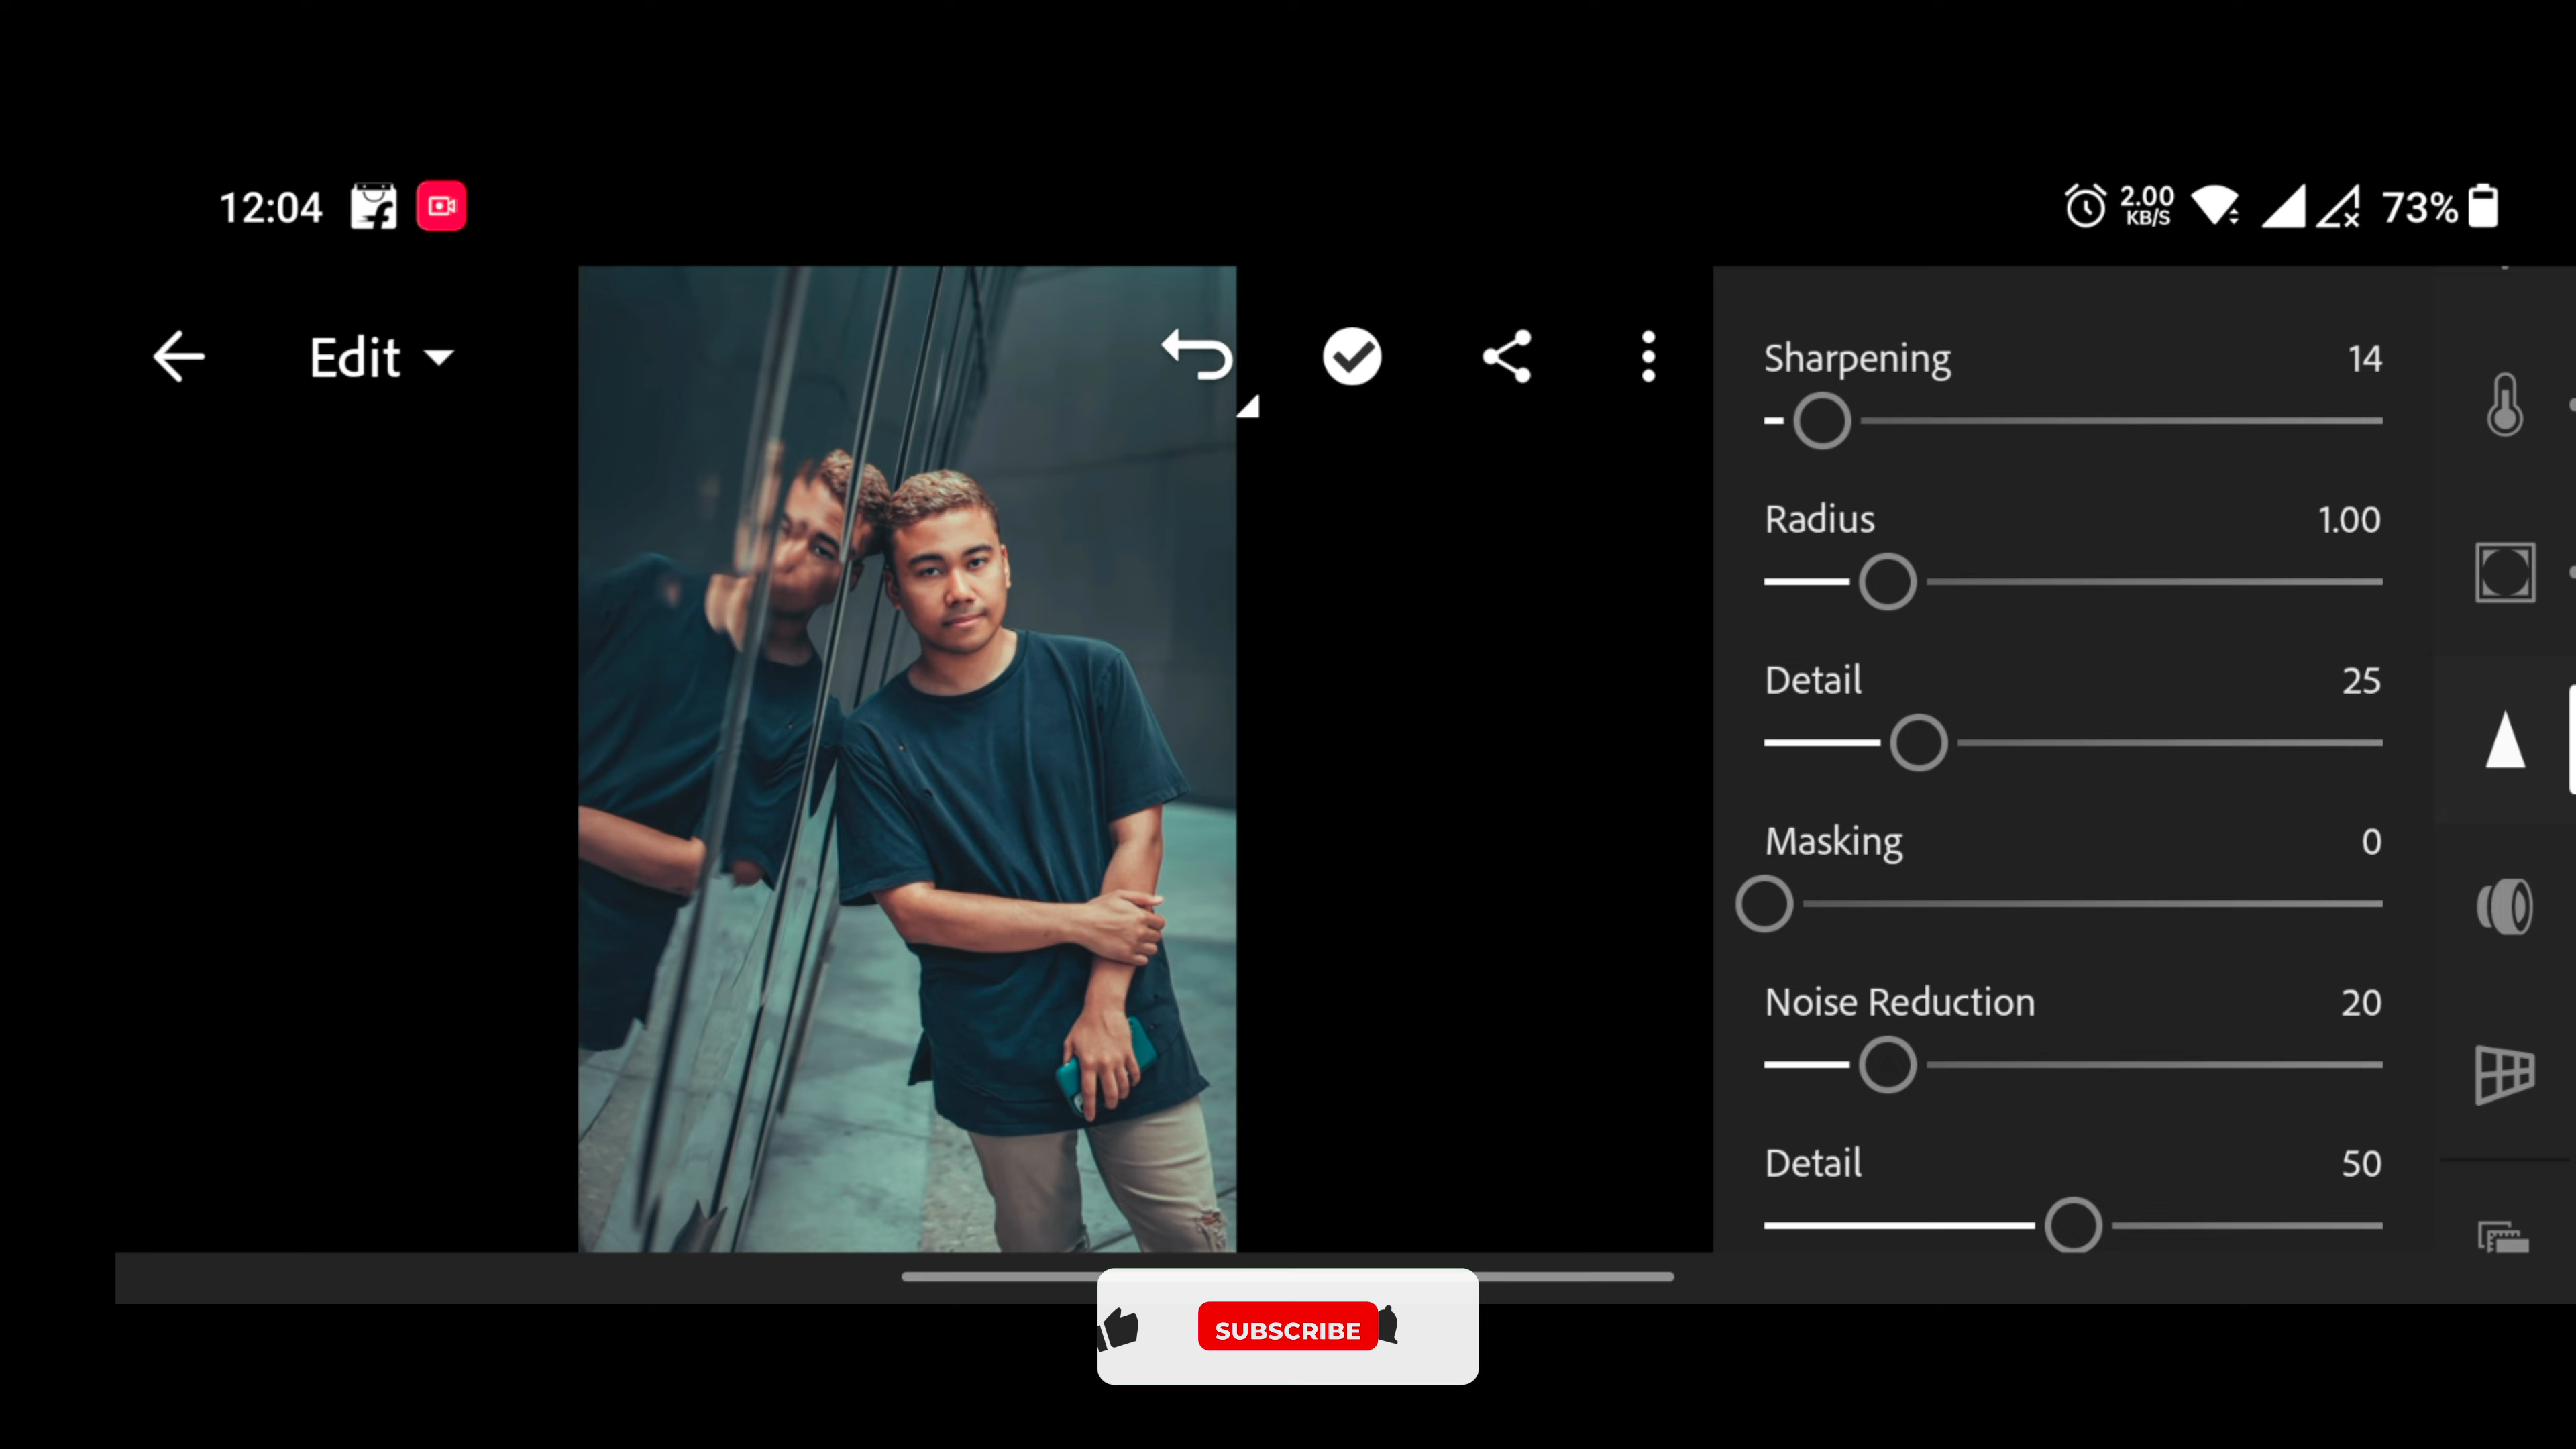 12:04
2.00
KB/S
73%
Edit
Sharpening 14
Radius 1.00
Detail 25
Masking 0
Noise Reduction 20
Detail 50
SUBSCRIBE